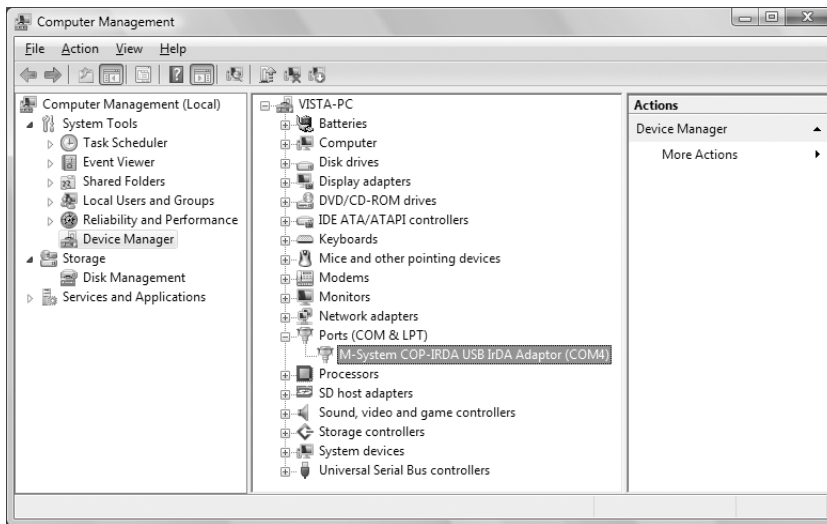 Computer Management
File Action View Help
Computer Management (Local)
System Tools
Task Scheduler
Event Viewer
Shared Folders
Local Users and Groups
Reliability and Performance
Device Manager
Storage
Disk Management
Services and Applications
VISTA-PC
Batteries
Computer
Disk drives
Display adapters
DVD/CD-ROM drives
IDE ATA/ATAPI controllers
Keyboards
Mice and other pointing devices
Modems
Monitors
Network adapters
Ports (COM & LPT)
M-System COP-IRDA USB IrDA Adaptor (COM4)
Processors
SD host adapters
Sound, video and game controllers
Storage controllers
System devices
Universal Serial Bus controllers
Actions
Device Manager
More Actions